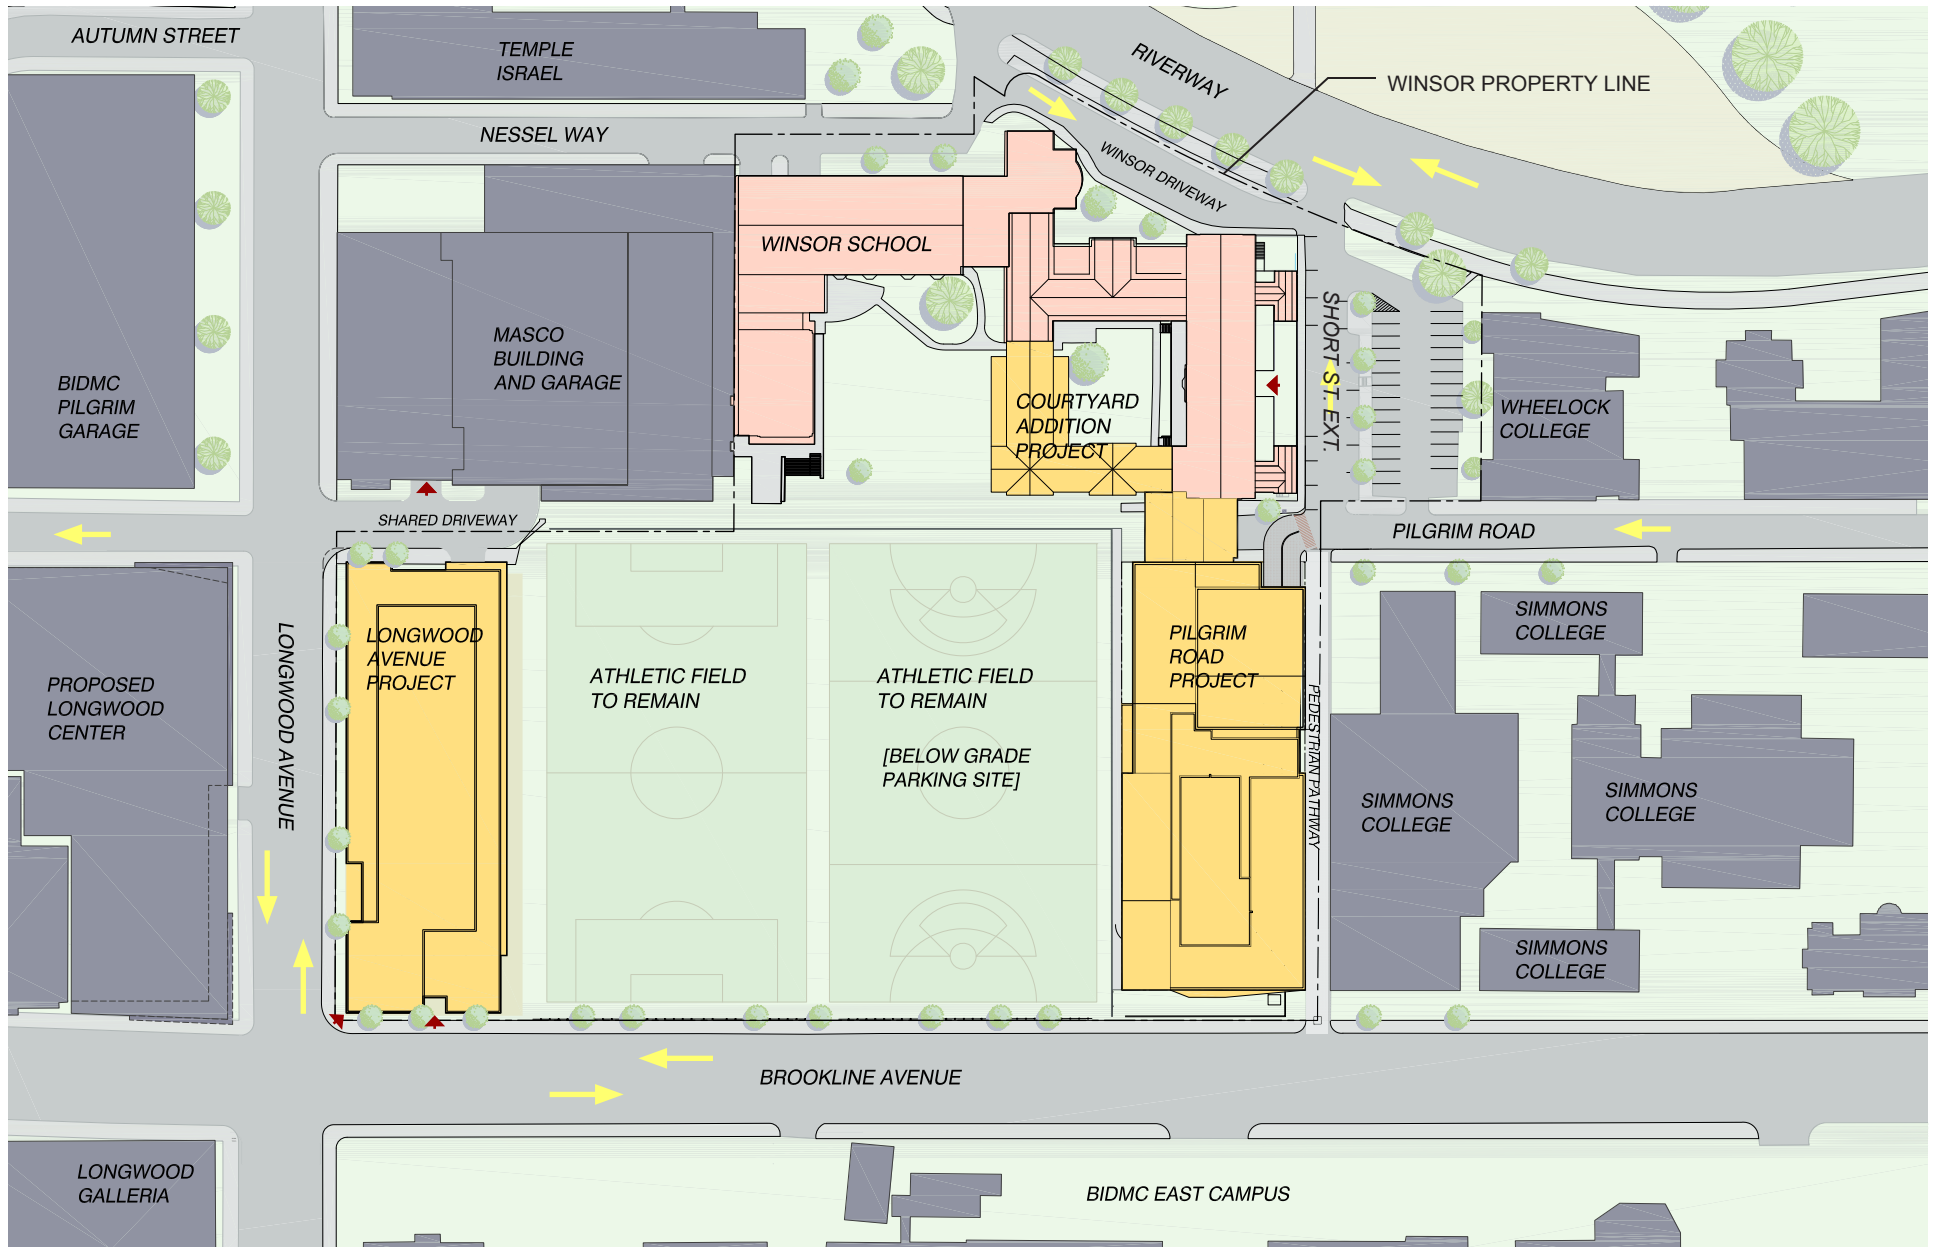 AUTUMN STREET
TEMPLE
ISRAEL
RIVERWAY
WINSOR PROPERTY LINE
NESSEL WAY
WINSOR DRIVEWAY
WINSOR SCHOOL
MASCO
BUILDING
AND GARAGE
BIDMC
PILGRIM
GARAGE
COURTYARD
ADDITION
PROJECT
SHORT ST. EXT.
WHEELOCK
COLLEGE
SHARED DRIVEWAY
PILGRIM ROAD
LONGWOOD
AVENUE
PROJECT
ATHLETIC FIELD
TO REMAIN
ATHLETIC FIELD
TO REMAIN
[BELOW GRADE
PARKING SITE]
PILGRIM
ROAD
PROJECT
PEDESTRIAN PATHWAY
SIMMONS
COLLEGE
SIMMONS
COLLEGE
SIMMONS
COLLEGE
SIMMONS
COLLEGE
PROPOSED
LONGWOOD
CENTER
LONGWOOD AVENUE
BROOKLINE AVENUE
LONGWOOD
GALLERIA
BIDMC EAST CAMPUS